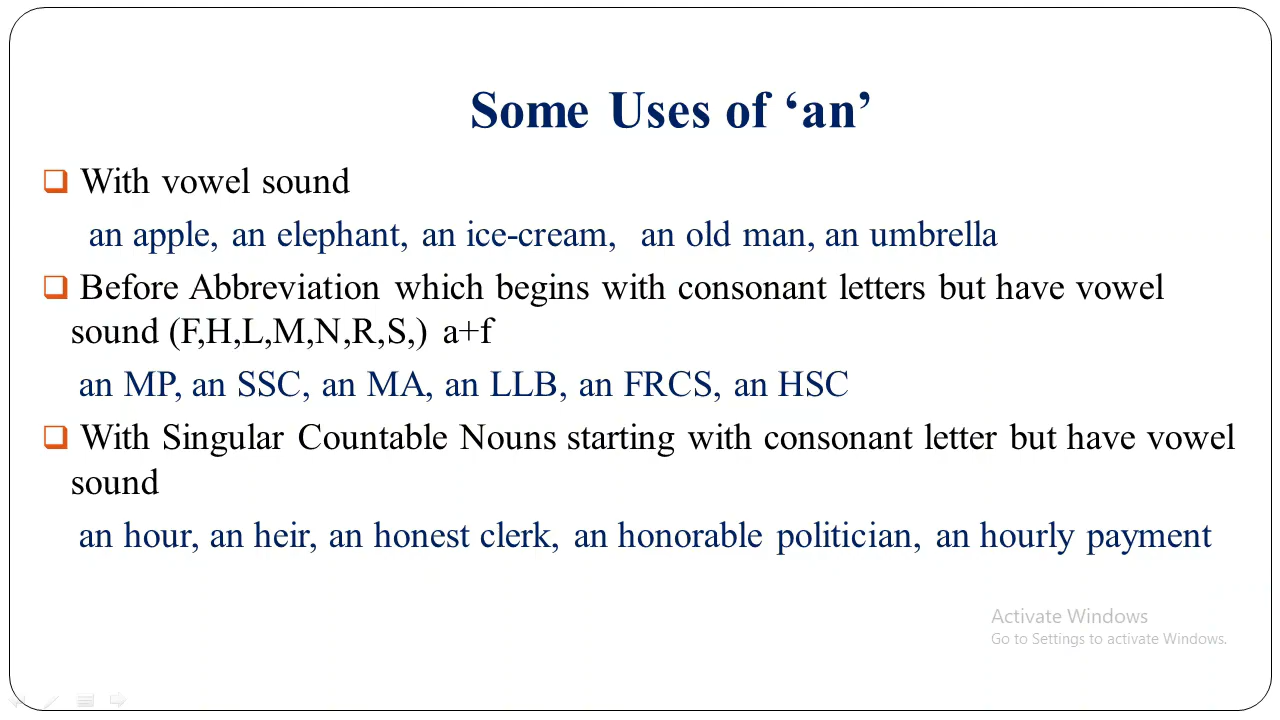 Some Uses of ‘an’
With vowel sound
an apple, an elephant, an ice-cream, an old man, an umbrella
Before Abbreviation which begins with consonant letters but have vowel
sound (F,H,L,M,N,R,S,) a+f
an MP, an SSC, an MA, an LLB, an FRCS, an HSC
With Singular Countable Nouns starting with consonant letter but have vowel
sound
an hour, an heir, an honest clerk, an honorable politician, an hourly payment
Activate Windows
Go to Settings to activate Windows.